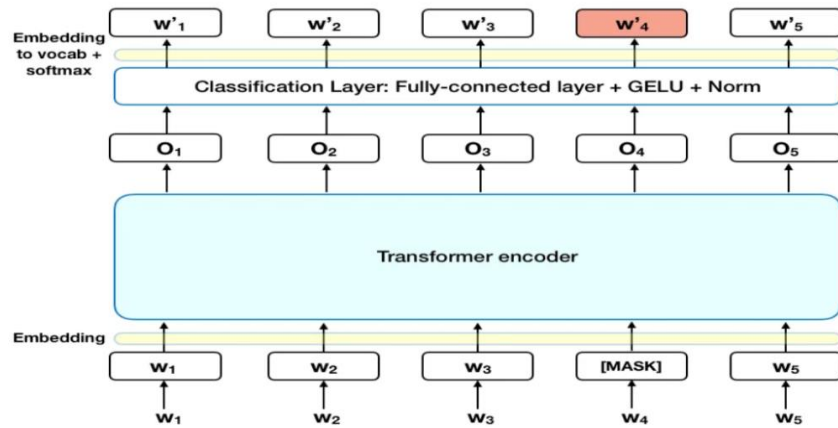 Embedding
to vocab +
softmax
w'₁ w'₂ w'₃ w'₄ w'₅
Classification Layer: Fully-connected layer + GELU + Norm
O₁ O₂ O₃ O₄ O₅
Transformer encoder
Embedding
w₁ w₂ w₃ [MASK] w₅
w₁ w₂ w₃ w₄ w₅